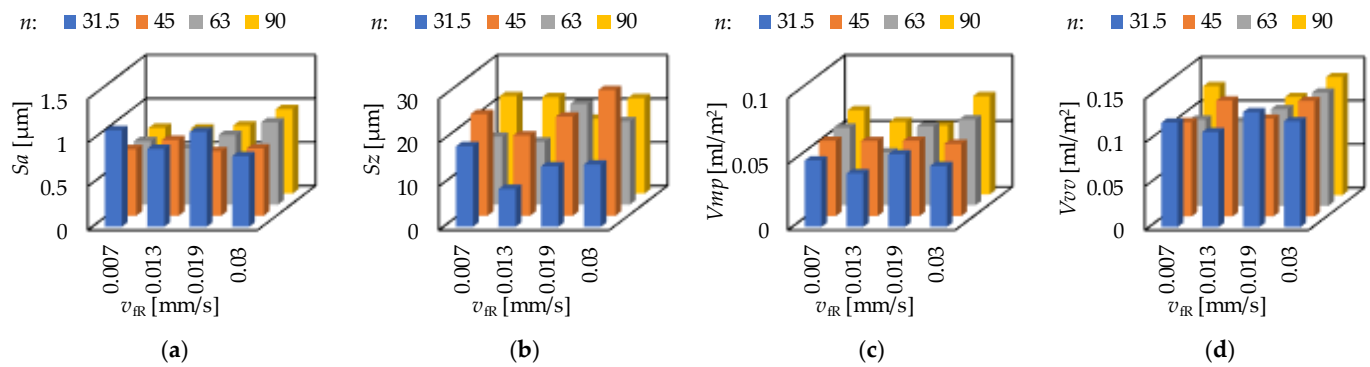 n: 31.5 45 63 90
Sa [µm]
1.5
1
0.5
0
0.007 0.013 0.019 0.03
vfR [mm/s]
(a)
n: 31.5 45 63 90
Sz [µm]
30
20
10
0
0.007 0.013 0.019 0.03
vfR [mm/s]
(b)
n: 31.5 45 63 90
Vmp [ml/m²]
0.1
0.05
0
0.007 0.013 0.019 0.03
vfR [mm/s]
(c)
n: 31.5 45 63 90
Vvv [ml/m²]
0.15
0.1
0.05
0
0.007 0.013 0.019 0.03
vfR [mm/s]
(d)